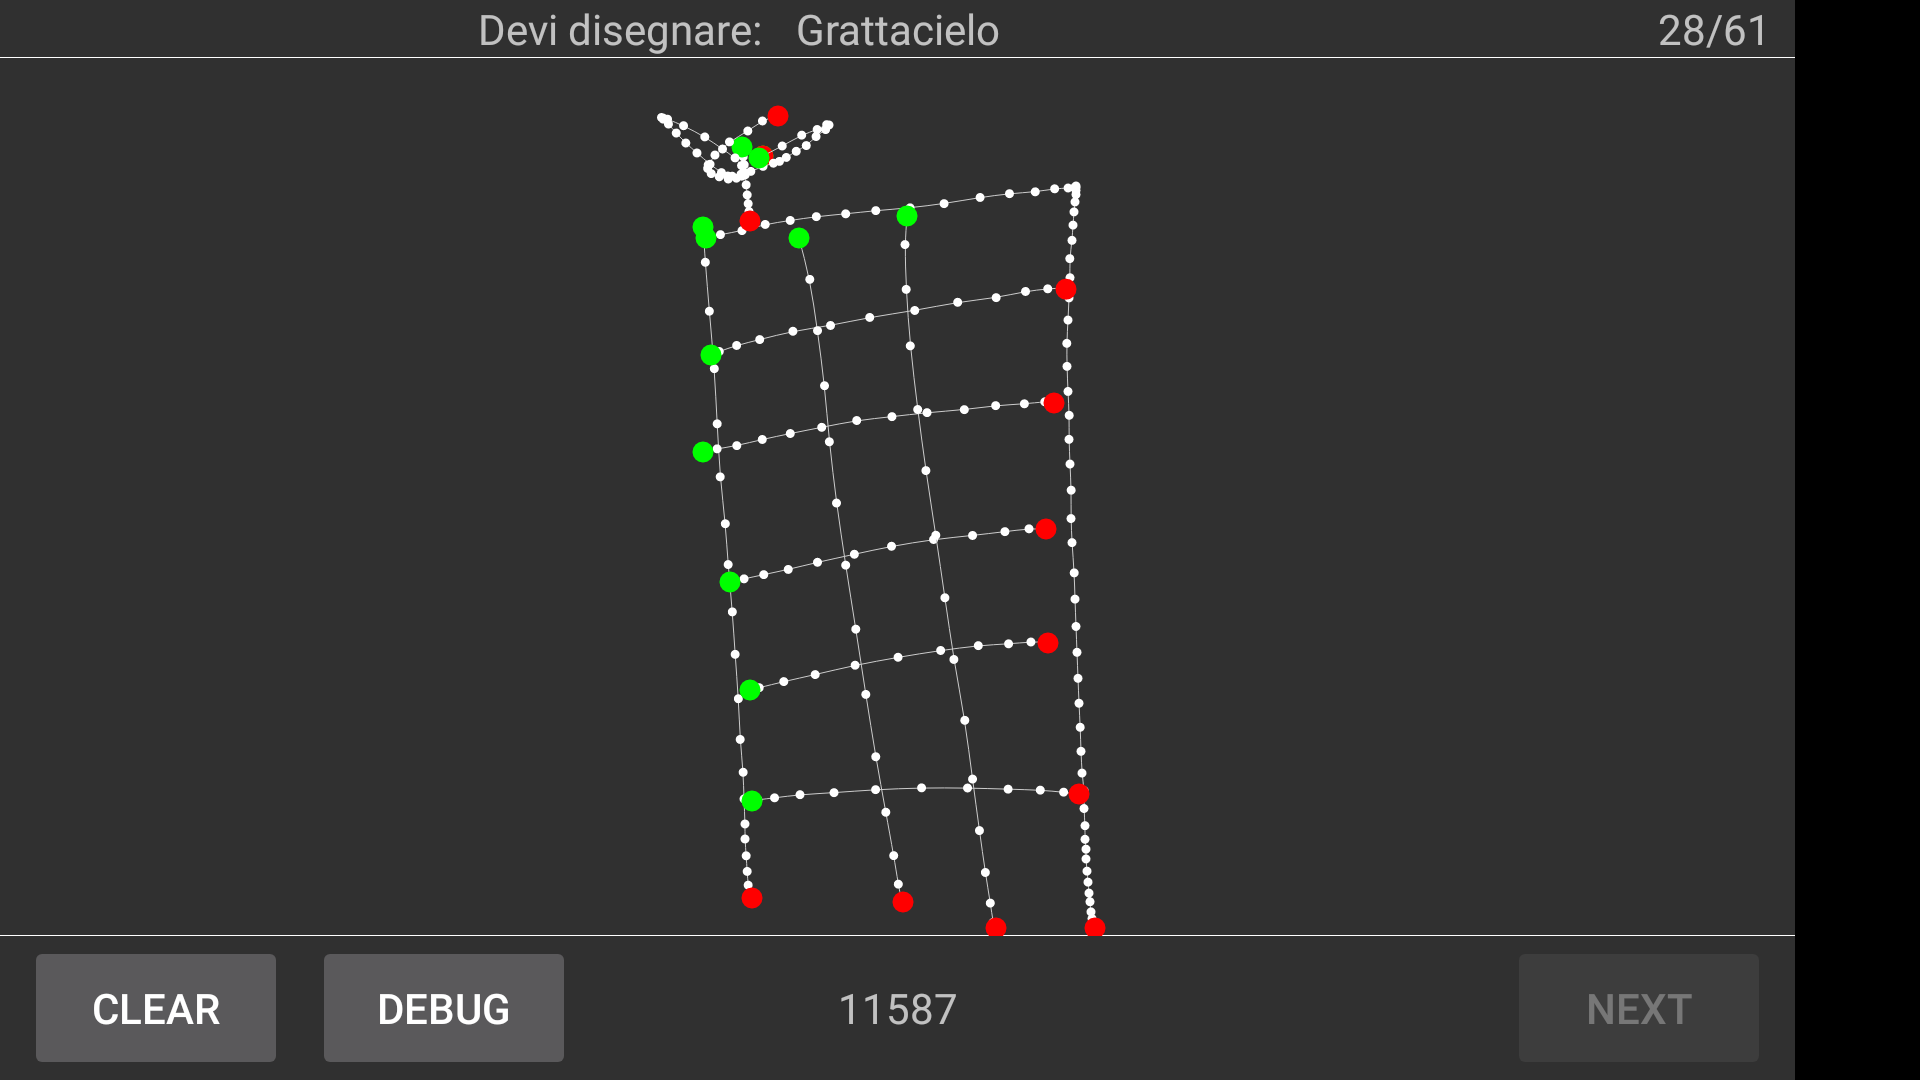 Devi disegnare: Grattacielo
28/61
CLEAR
DEBUG
11587
NEXT